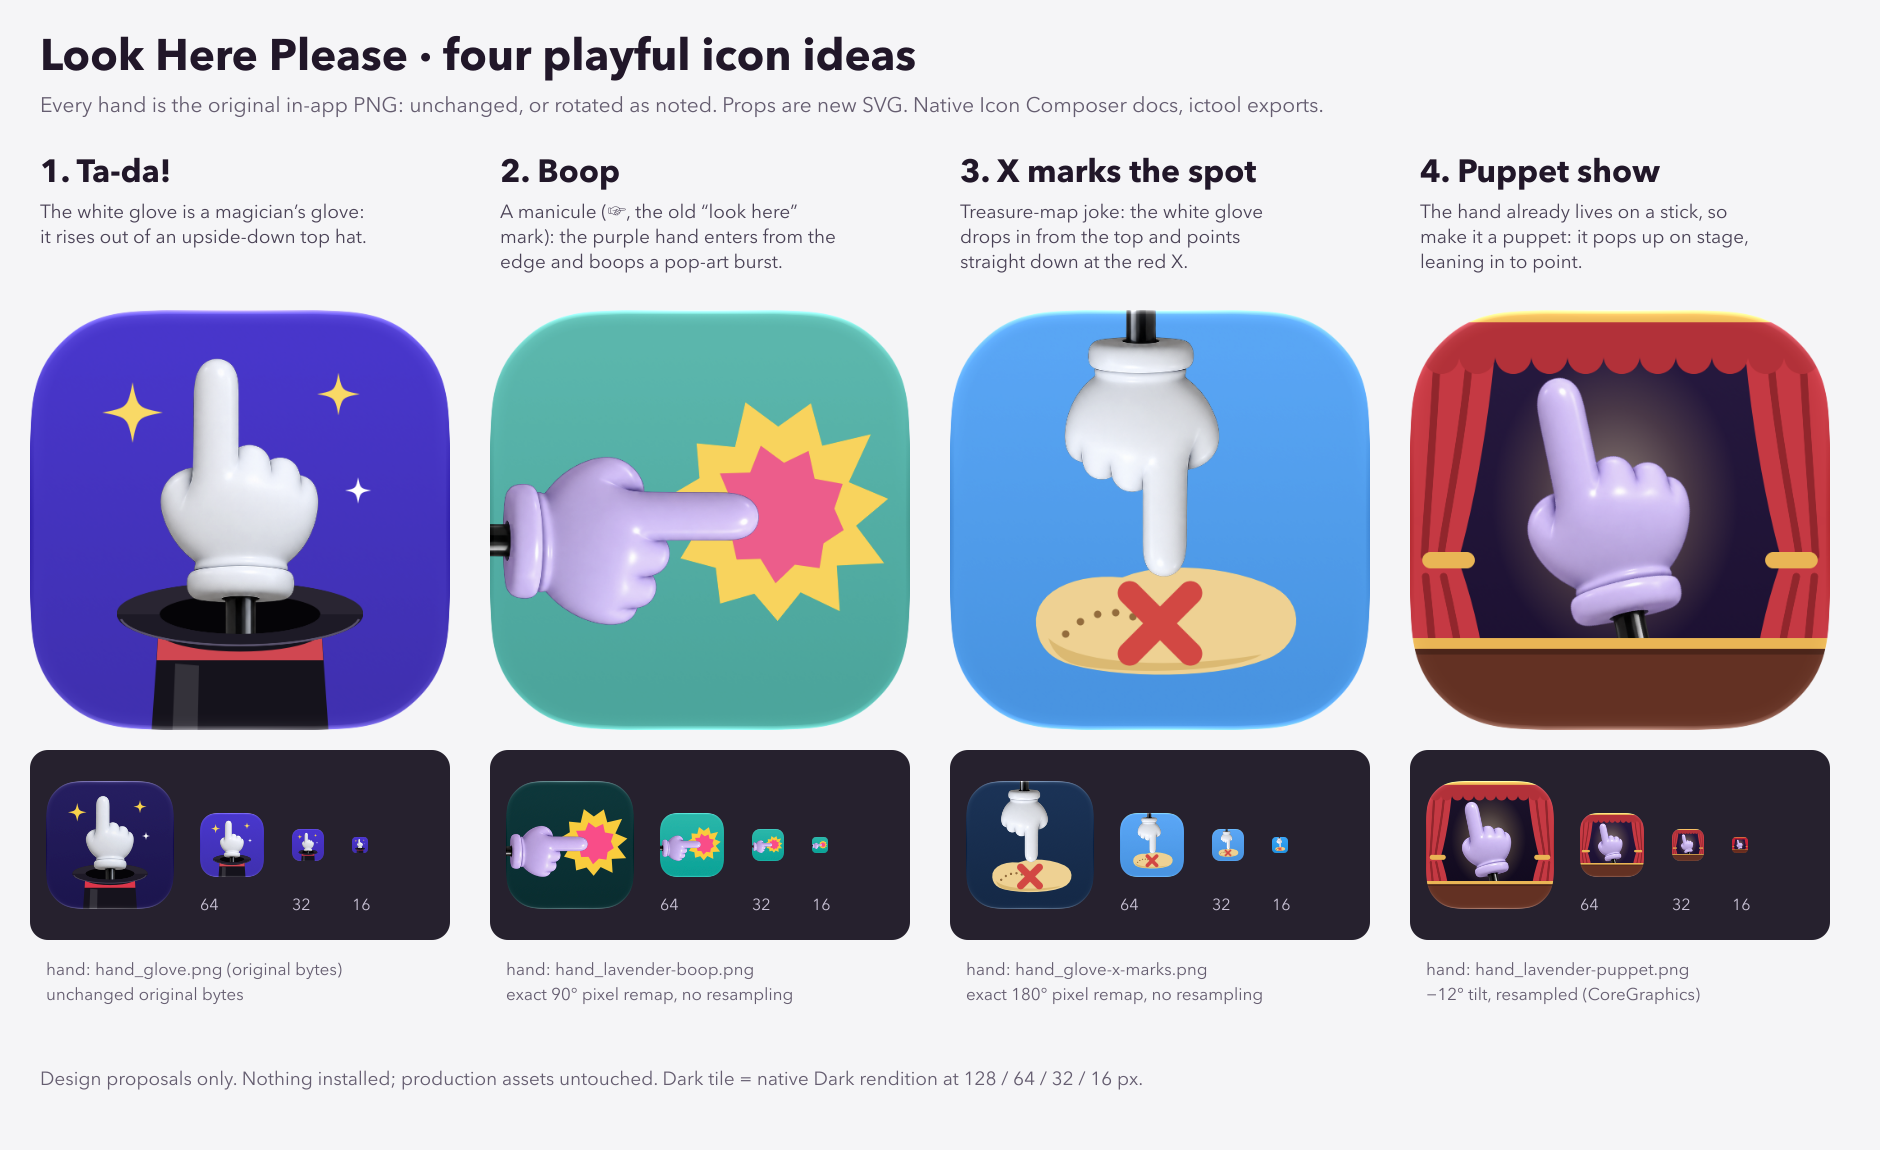 Look Here Please · four playful icon ideas
Every hand is the original in-app PNG: unchanged, or rotated as noted. Props are new SVG. Native Icon Composer docs, ictool exports.
1. Ta-da!
The white glove is a magician’s glove:
it rises out of an upside-down top hat.
2. Boop
A manicule (☞, the old “look here”
mark): the purple hand enters from the
edge and boops a pop-art burst.
3. X marks the spot
Treasure-map joke: the white glove
drops in from the top and points
straight down at the red X.
4. Puppet show
The hand already lives on a stick, so
make it a puppet: it pops up on stage,
leaning in to point.
64 32 16
64 32 16
64 32 16
64 32 16
hand: hand_glove.png (original bytes)
unchanged original bytes
hand: hand_lavender-boop.png
exact 90° pixel remap, no resampling
hand: hand_glove-x-marks.png
exact 180° pixel remap, no resampling
hand: hand_lavender-puppet.png
−12° tilt, resampled (CoreGraphics)
Design proposals only. Nothing installed; production assets untouched. Dark tile = native Dark rendition at 128 / 64 / 32 / 16 px.